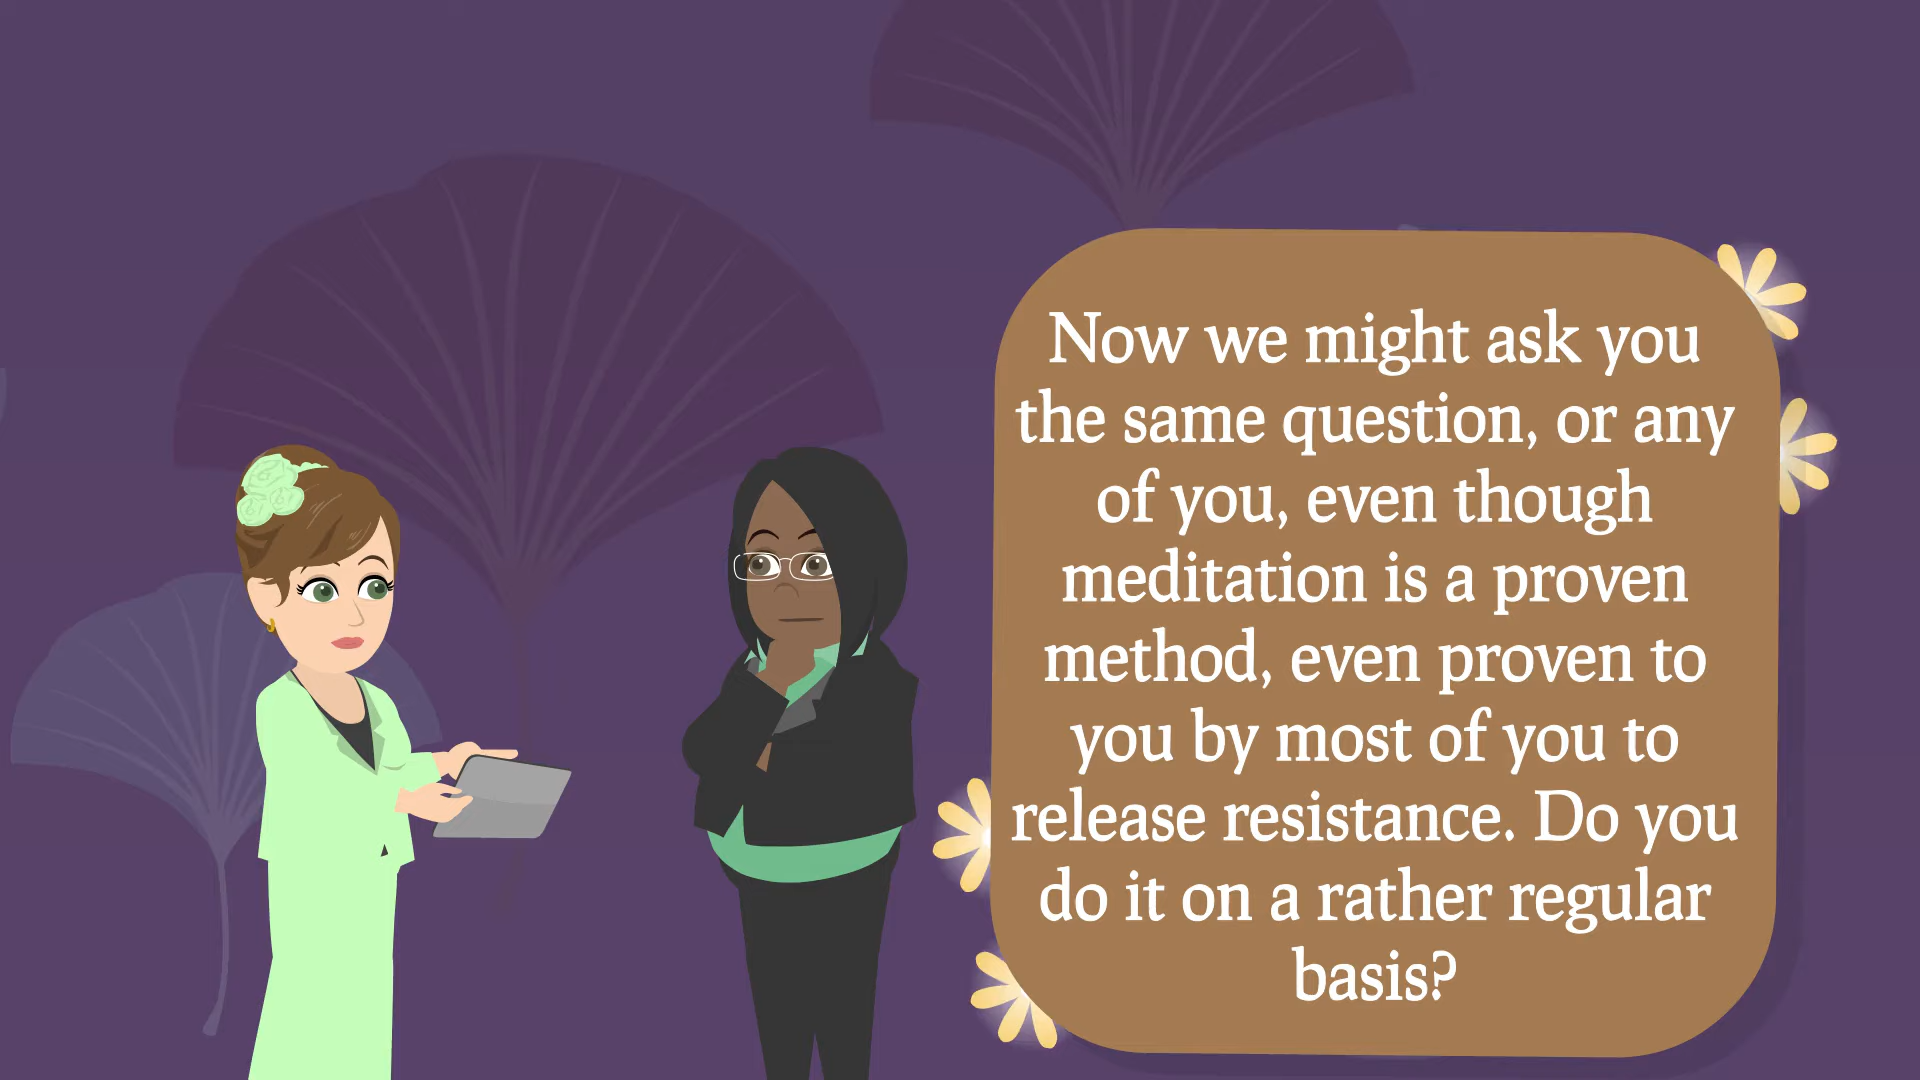 Now we might ask you
the same question, or any
of you, even though
meditation is a proven
method, even proven to
you by most of you to
release resistance. Do you
do it on a rather regular
basis?